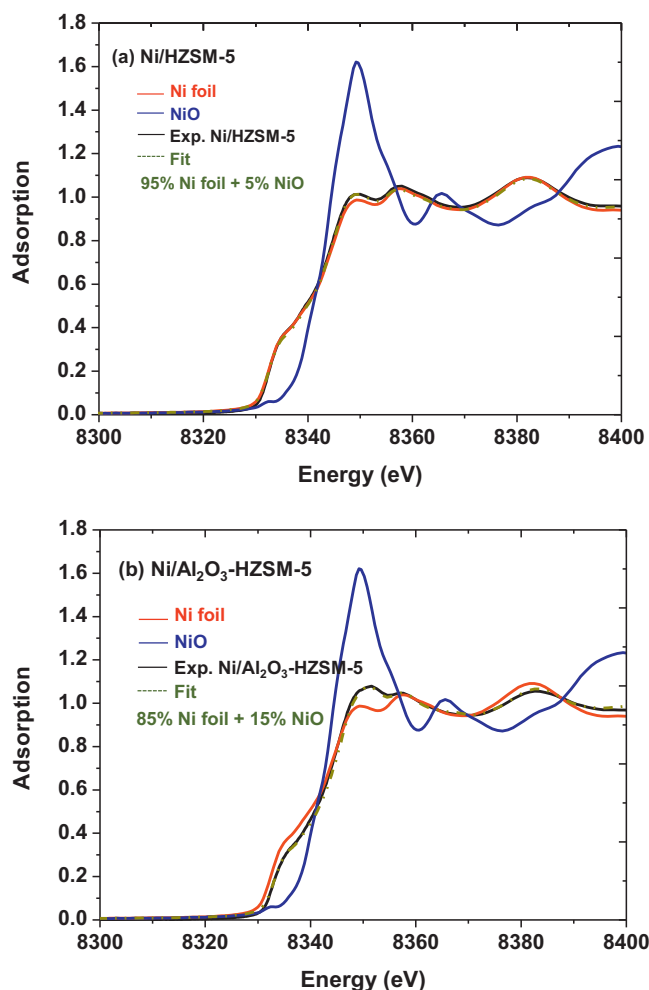 (a) Ni/HZSM-5
Ni foil
NiO
Exp. Ni/HZSM-5
Fit
95% Ni foil + 5% NiO
1.8
1.6
1.4
1.2
1.0
0.8
0.6
0.4
0.2
0.0
Adsorption
8300 8320 8340 8360 8380 8400
Energy (eV)
(b) Ni/Al₂O₃-HZSM-5
Ni foil
NiO
Exp. Ni/Al₂O₃-HZSM-5
Fit
85% Ni foil + 15% NiO
1.8
1.6
1.4
1.2
1.0
0.8
0.6
0.4
0.2
0.0
Adsorption
8300 8320 8340 8360 8380 8400
Energy (eV)